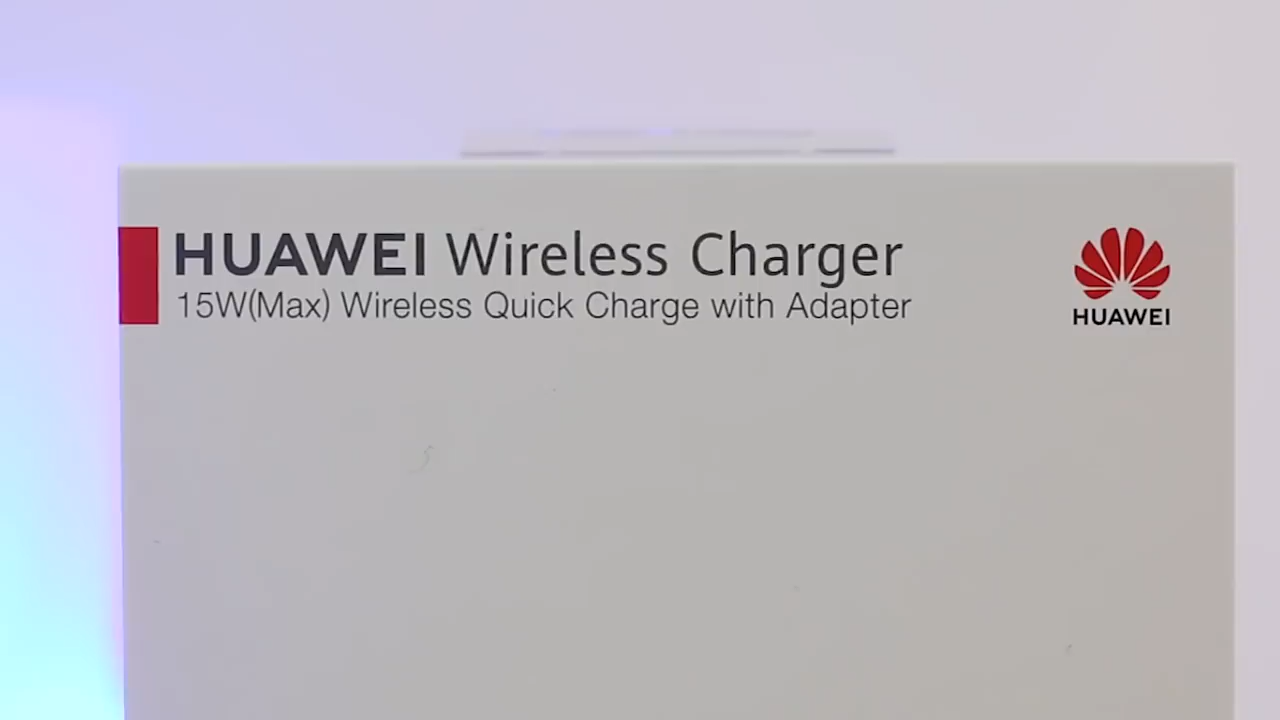 HUAWEI Wireless Charger
15W(Max) Wireless Quick Charge with Adapter
HUAWEI